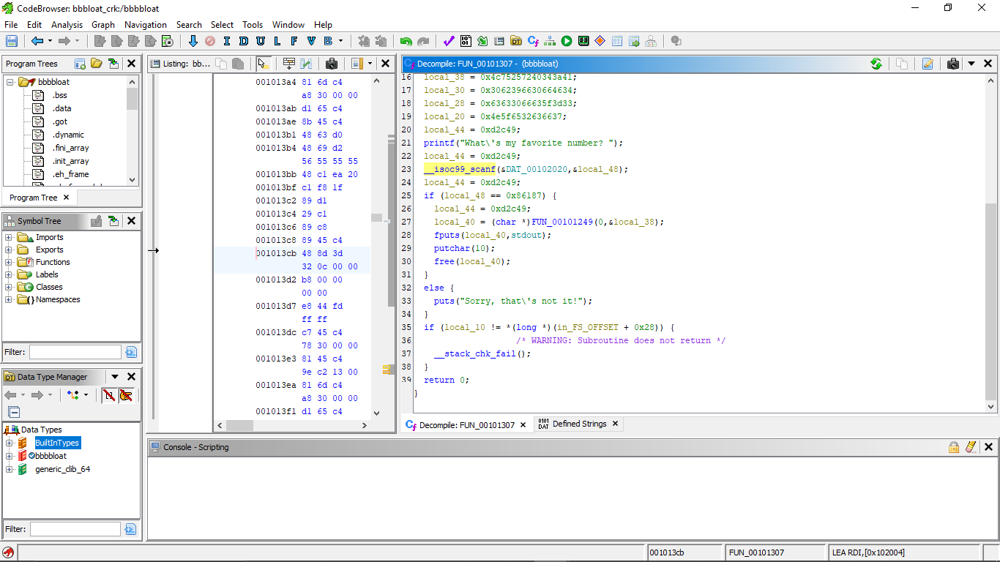 CodeBrowser: bbbloat_crk:/bbbbloat
File Edit Analysis Graph Navigation Search Select Tools Window Help
I D U L F V B
Program Trees
bbbbloat
.bss
.data
.got
.dynamic
.fini_array
.init_array
.eh_frame
Program Tree
Symbol Tree
Imports
Exports
Functions
Labels
Classes
Namespaces
Filter:
Data Type Manager
Data Types
BuiltInTypes
bbbbloat
generic_clib_64
Filter:
Listing: bb...
001013a4 81 6d c4
a8 30 00 00
001013ab d1 65 c4
001013ae 8b 45 c4
001013b1 48 63 d0
001013b4 48 69 d2
56 55 55 55
001013bb 48 c1 ea 20
001013bf c1 f8 1f
001013c2 89 d1
001013c4 29 c1
001013c6 89 c8
001013c8 89 45 c4
001013cb 48 8d 3d
32 0c 00 00
001013d2 b8 00 00
00 00
001013d7 e8 44 fd
ff ff
001013dc c7 45 c4
78 30 00 00
001013e3 81 45 c4
9e c2 13 00
001013ea 81 6d c4
a8 30 00 00
001013f1 d1 65 c4
Decompile: FUN_00101307 - (bbbbloat)
16 local_38 = 0x4c75257240343a41;
17 local_30 = 0x3062396630664634;
18 local_28 = 0x63633066635f3d33;
19 local_20 = 0x4e5f6532636637;
20 local_44 = 0xd2c49;
21 printf("What\'s my favorite number? ");
22 local_44 = 0xd2c49;
23 __isoc99_scanf(&DAT_00102020,&local_48);
24 local_44 = 0xd2c49;
25 if (local_48 == 0x86187) {
26 local_44 = 0xd2c49;
27 local_40 = (char *)FUN_00101249(0,&local_38);
28 fputs(local_40,stdout);
29 putchar(10);
30 free(local_40);
31 }
32 else {
33 puts("Sorry, that\'s not it!");
34 }
35 if (local_10 != *(long *)(in_FS_OFFSET + 0x28)) {
36 /* WARNING: Subroutine does not return */
37 __stack_chk_fail();
38 }
39 return 0;
}
Decompile: FUN_00101307
Defined Strings
Console - Scripting
001013cb
FUN_00101307
LEA RDI,[0x102004]